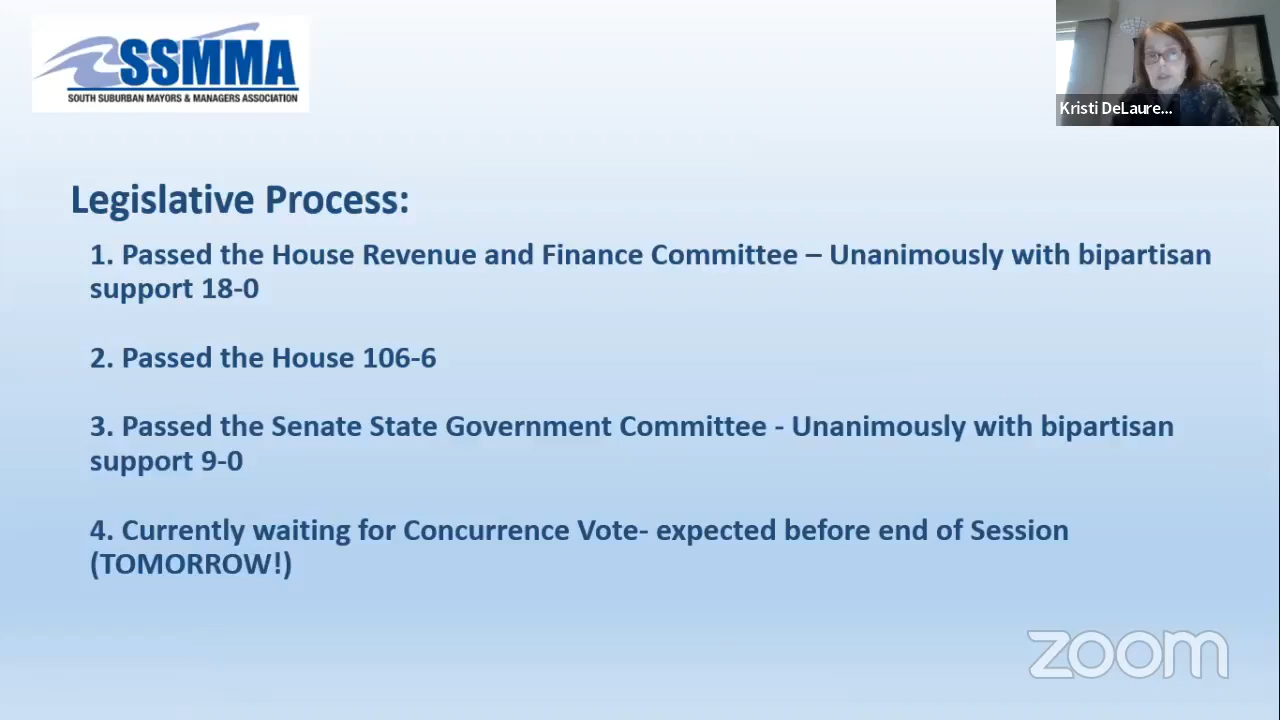 SSMMA
SOUTH SUBURBAN MAYORS & MANAGERS ASSOCIATION
Kristi DeLaure...
Legislative Process:
1. Passed the House Revenue and Finance Committee – Unanimously with bipartisan
support 18-0
2. Passed the House 106-6
3. Passed the Senate State Government Committee - Unanimously with bipartisan
support 9-0
4. Currently waiting for Concurrence Vote- expected before end of Session
(TOMORROW!)
zoom